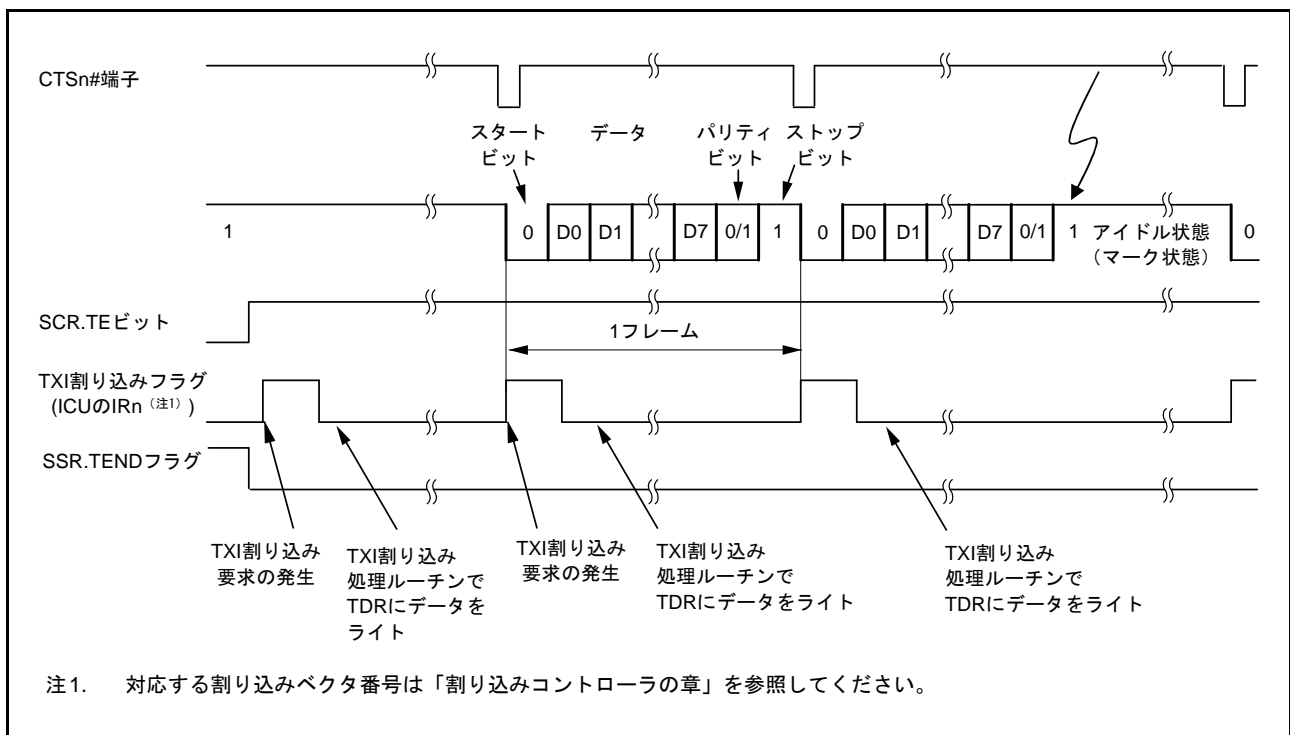 CTSn#端子
スタート
ビット
データ
パリティ
ビット
ストップ
ビット
1
0
D0
D1
D7
0/1
1
0
D0
D1
D7
0/1
1
アイドル状態
(マーク状態)
0
SCR.TEビット
1フレーム
TXI割り込みフラグ
(ICUのIRn(注1))
SSR.TENDフラグ
TXI割り込み
要求の発生
TXI割り込み
処理ルーチンで
TDRにデータを
ライト
TXI割り込み
要求の発生
TXI割り込み
処理ルーチンで
TDRにデータをライト
TXI割り込み
処理ルーチンで
TDRにデータをライト
注1. 対応する割り込みベクタ番号は「割り込みコントローラの章」を参照してください。